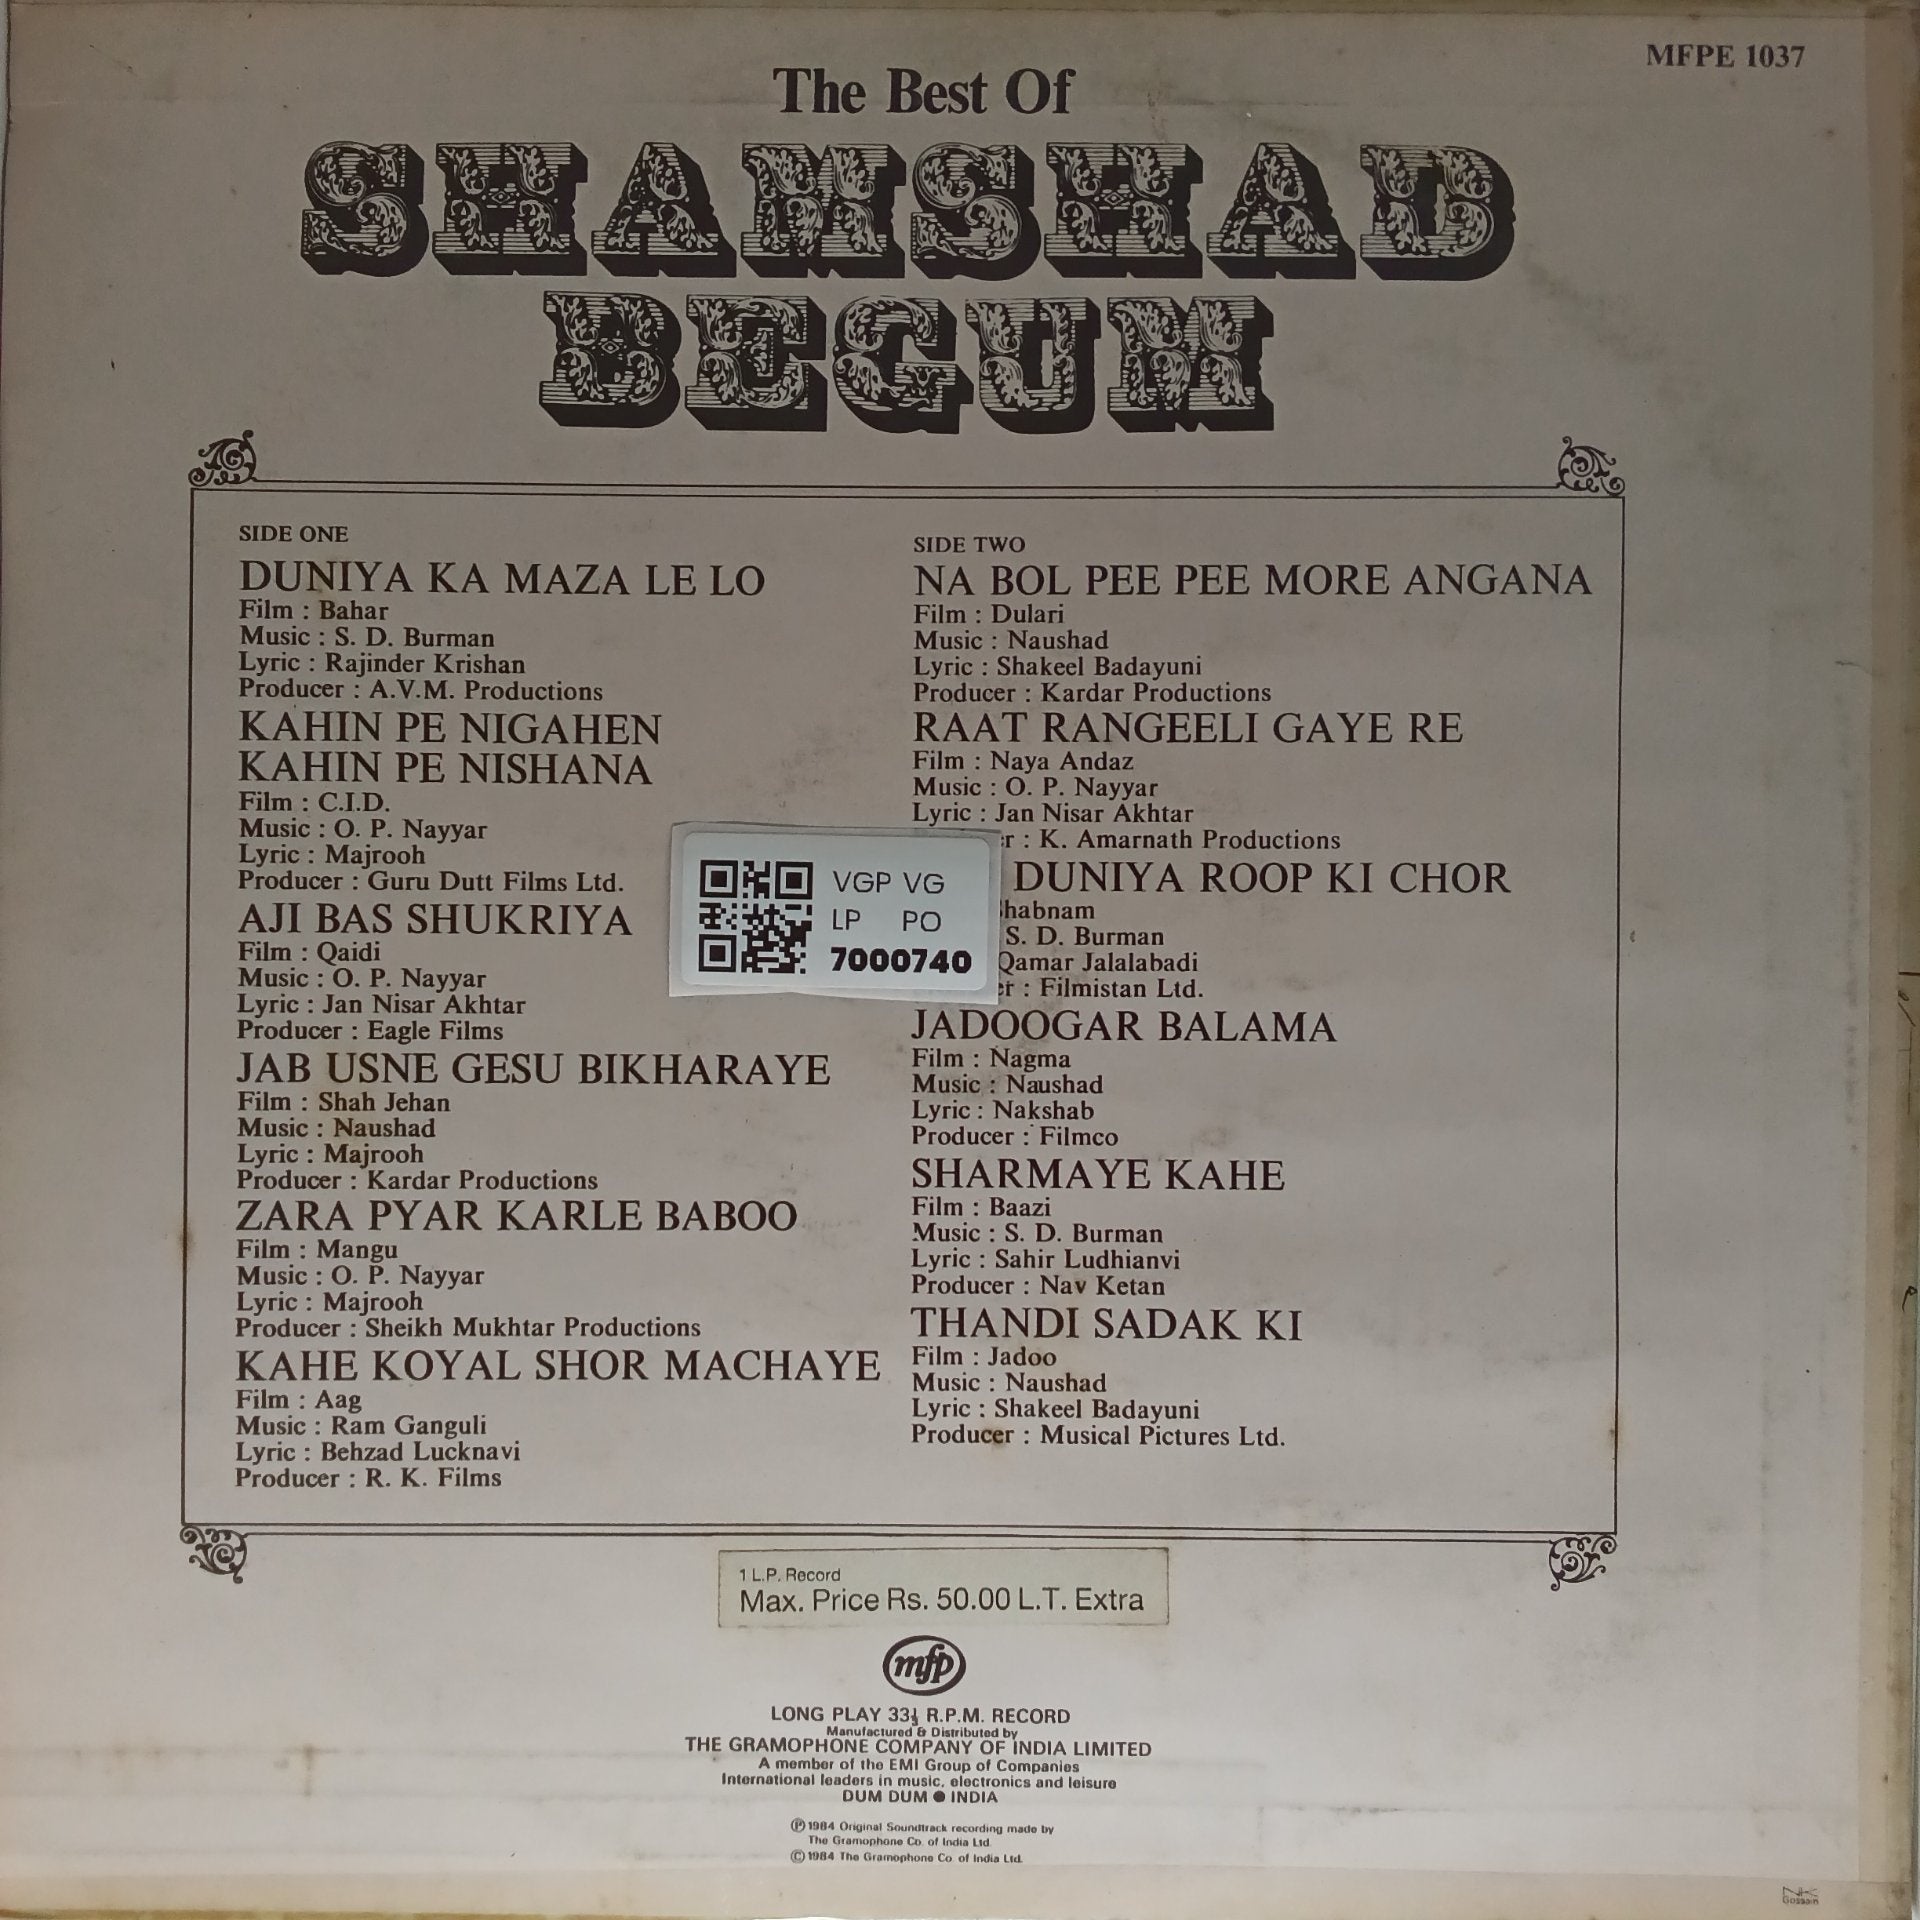 MFPE 1037
The Best Of
SHAMSHAD
BEGUM
SIDE ONE
DUNIYA KA MAZA LE LO
Film : Bahar
Music : S. D. Burman
Lyric : Rajinder Krishan
Producer : A.V.M. Productions
KAHIN PE NIGAHEN
KAHIN PE NISHANA
Film : C.I.D.
Music : O. P. Nayyar
Lyric : Majrooh
Producer : Guru Dutt Films Ltd.
AJI BAS SHUKRIYA
Film : Qaidi
Music : O. P. Nayyar
Lyric : Jan Nisar Akhtar
Producer : Eagle Films
JAB USNE GESU BIKHARAYE
Film : Shah Jehan
Music : Naushad
Lyric : Majrooh
Producer : Kardar Productions
ZARA PYAR KARLE BABOO
Film : Mangu
Music : O. P. Nayyar
Lyric : Majrooh
Producer : Sheikh Mukhtar Productions
KAHE KOYAL SHOR MACHAYE
Film : Aag
Music : Ram Ganguli
Lyric : Behzad Lucknavi
Producer : R. K. Films
SIDE TWO
NA BOL PEE PEE MORE ANGANA
Film : Dulari
Music : Naushad
Lyric : Shakeel Badayuni
Producer : Kardar Productions
RAAT RANGEELI GAYE RE
Film : Naya Andaz
Music : O. P. Nayyar
Lyric : Jan Nisar Akhtar
: K. Amarnath Productions
DUNIYA ROOP KI CHOR
S. D. Burman
Qamar Jalalabadi
: Filmistan Ltd.
JADOOGAR BALAMA
Film : Nagma
Music : Naushad
Lyric : Nakshab
Producer : Filmco
SHARMAYE KAHE
Film : Baazi
Music : S. D. Burman
Lyric : Sahir Ludhianvi
Producer : Nav Ketan
THANDI SADAK KI
Film : Jadoo
Music : Naushad
Lyric : Shakeel Badayuni
Producer : Musical Pictures Ltd.
VGP VG
LP PO
7000740
1 L.P. Record
Max. Price Rs. 50.00 L.T. Extra
mfp
LONG PLAY 33⅓ R.P.M. RECORD
Manufactured & Distributed by
THE GRAMOPHONE COMPANY OF INDIA LIMITED
A member of the EMI Group of Companies
International leaders in music, electronics and leisure
DUM DUM ● INDIA
Ⓟ 1984 Original Soundtrack recording made by
The Gramophone Co. of India Ltd.
© 1984 The Gramophone Co. of India Ltd.
NK
Gossain